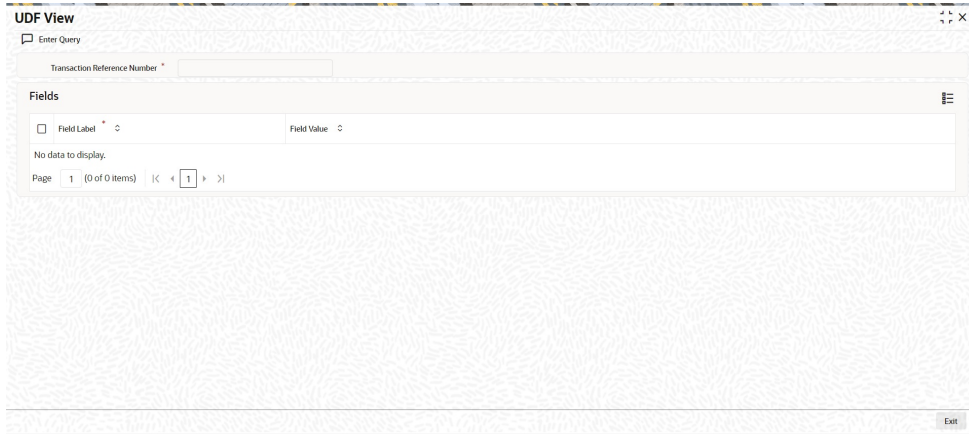 UDF View
Enter Query
Transaction Reference Number *
Fields
Field Label * Field Value
No data to display.
Page 1 (0 of 0 items) 1
Exit